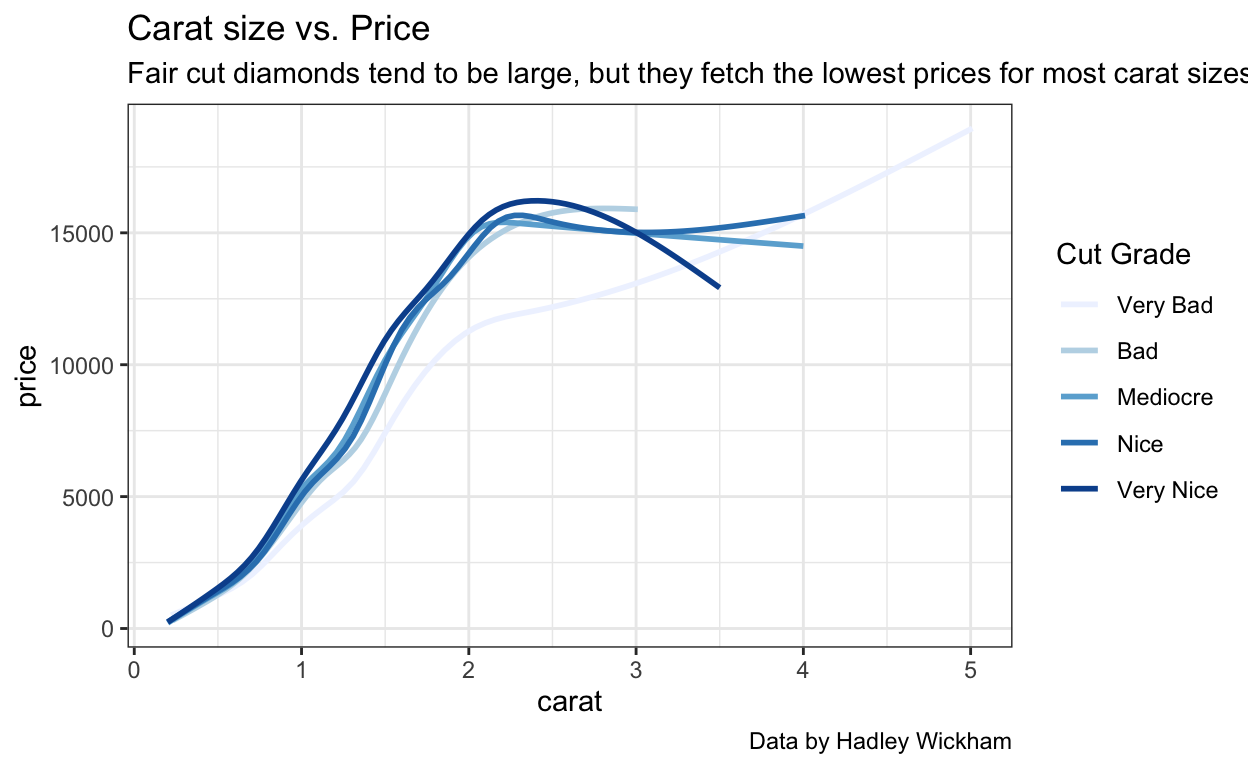 Carat size vs. Price
Fair cut diamonds tend to be large, but they fetch the lowest prices for most carat sizes
15000
10000
5000
0
price
0 1 2 3 4 5
carat
Cut Grade
Very Bad
Bad
Mediocre
Nice
Very Nice
Data by Hadley Wickham